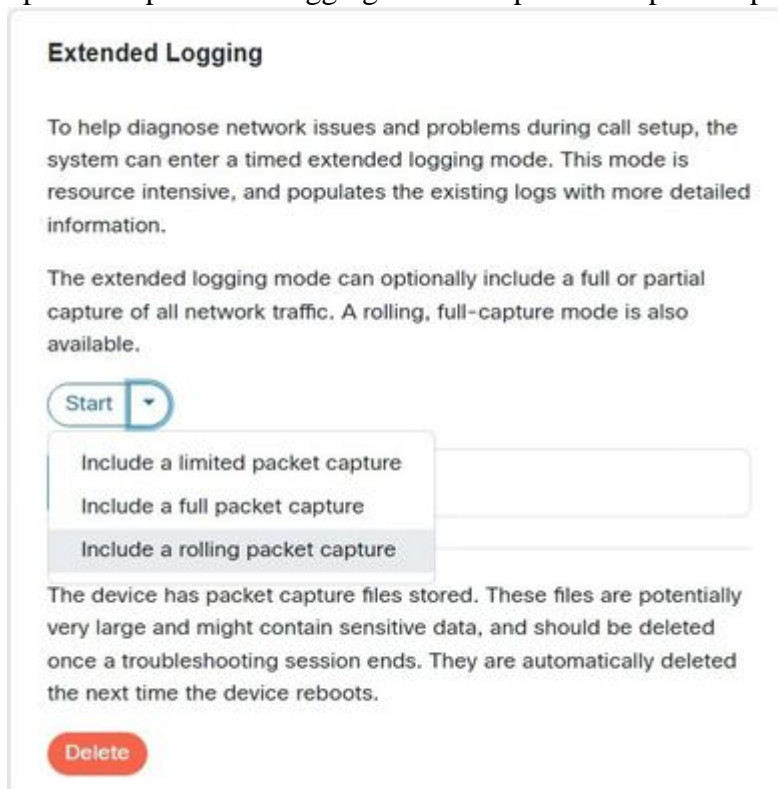 Extended Logging
To help diagnose network issues and problems during call setup, the
system can enter a timed extended logging mode. This mode is
resource intensive, and populates the existing logs with more detailed
information.
The extended logging mode can optionally include a full or partial
capture of all network traffic. A rolling, full-capture mode is also
available.
Start
Include a limited packet capture
Include a full packet capture
Include a rolling packet capture
The device has packet capture files stored. These files are potentially
very large and might contain sensitive data, and should be deleted
once a troubleshooting session ends. They are automatically deleted
the next time the device reboots.
Delete